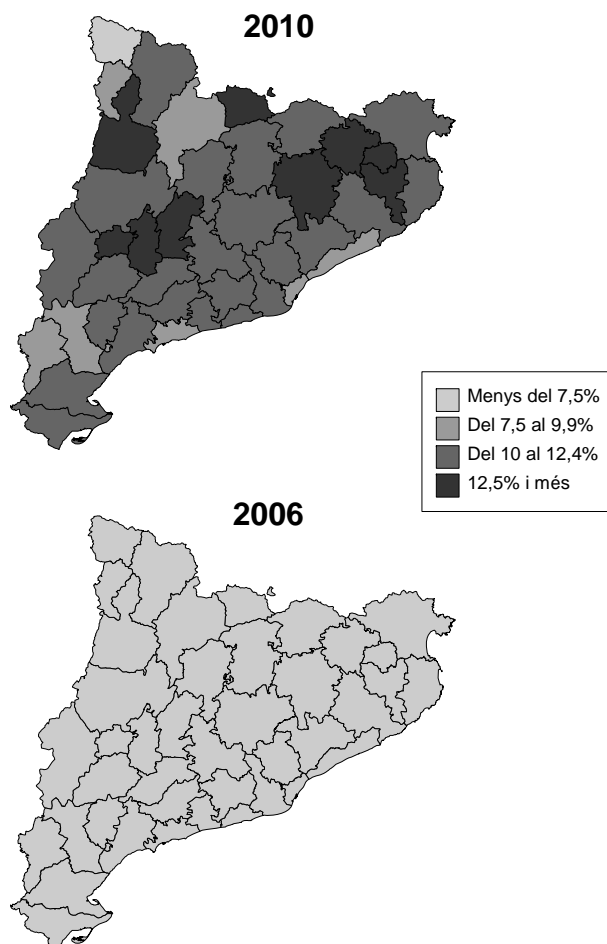 2010
Menys del 7,5%
Del 7,5 al 9,9%
Del 10 al 12,4%
12,5% i més
2006